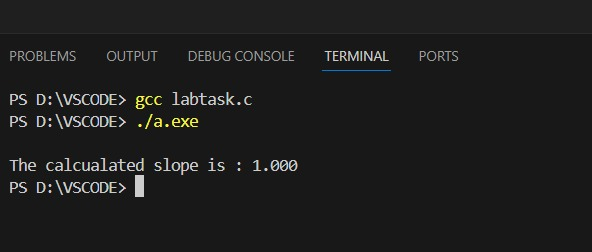 PROBLEMS OUTPUT DEBUG CONSOLE TERMINAL PORTS
PS D:\VSCODE> gcc labtask.c
PS D:\VSCODE> ./a.exe
The calcualated slope is : 1.000
PS D:\VSCODE>